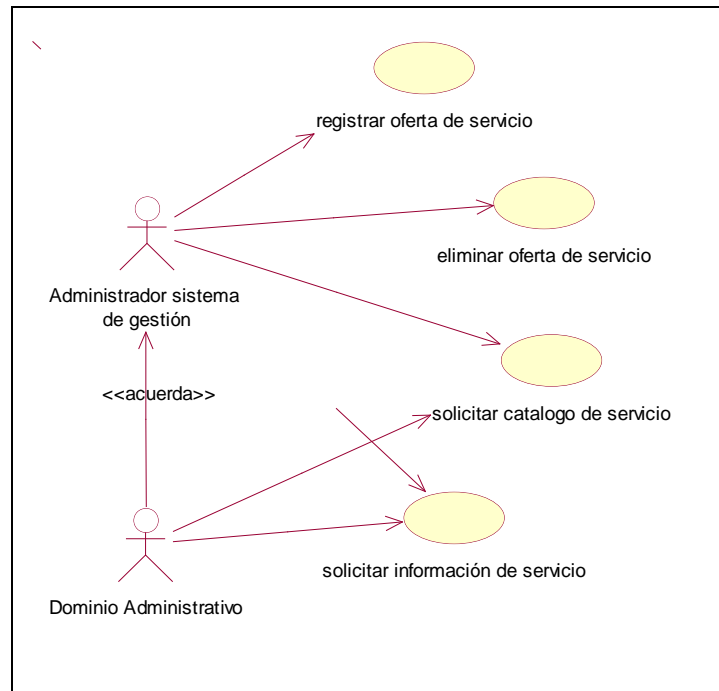 registrar oferta de servicio
eliminar oferta de servicio
Administrador sistema
de gestión
<<acuerda>>
solicitar catalogo de servicio
solicitar información de servicio
Dominio Administrativo